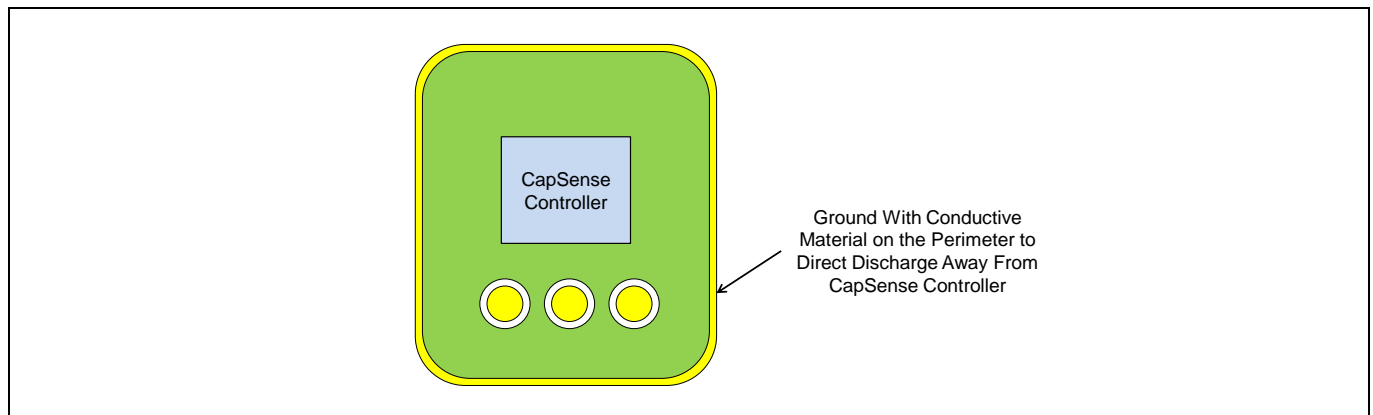 CapSense
Controller
Ground With Conductive
Material on the Perimeter to
Direct Discharge Away From
CapSense Controller